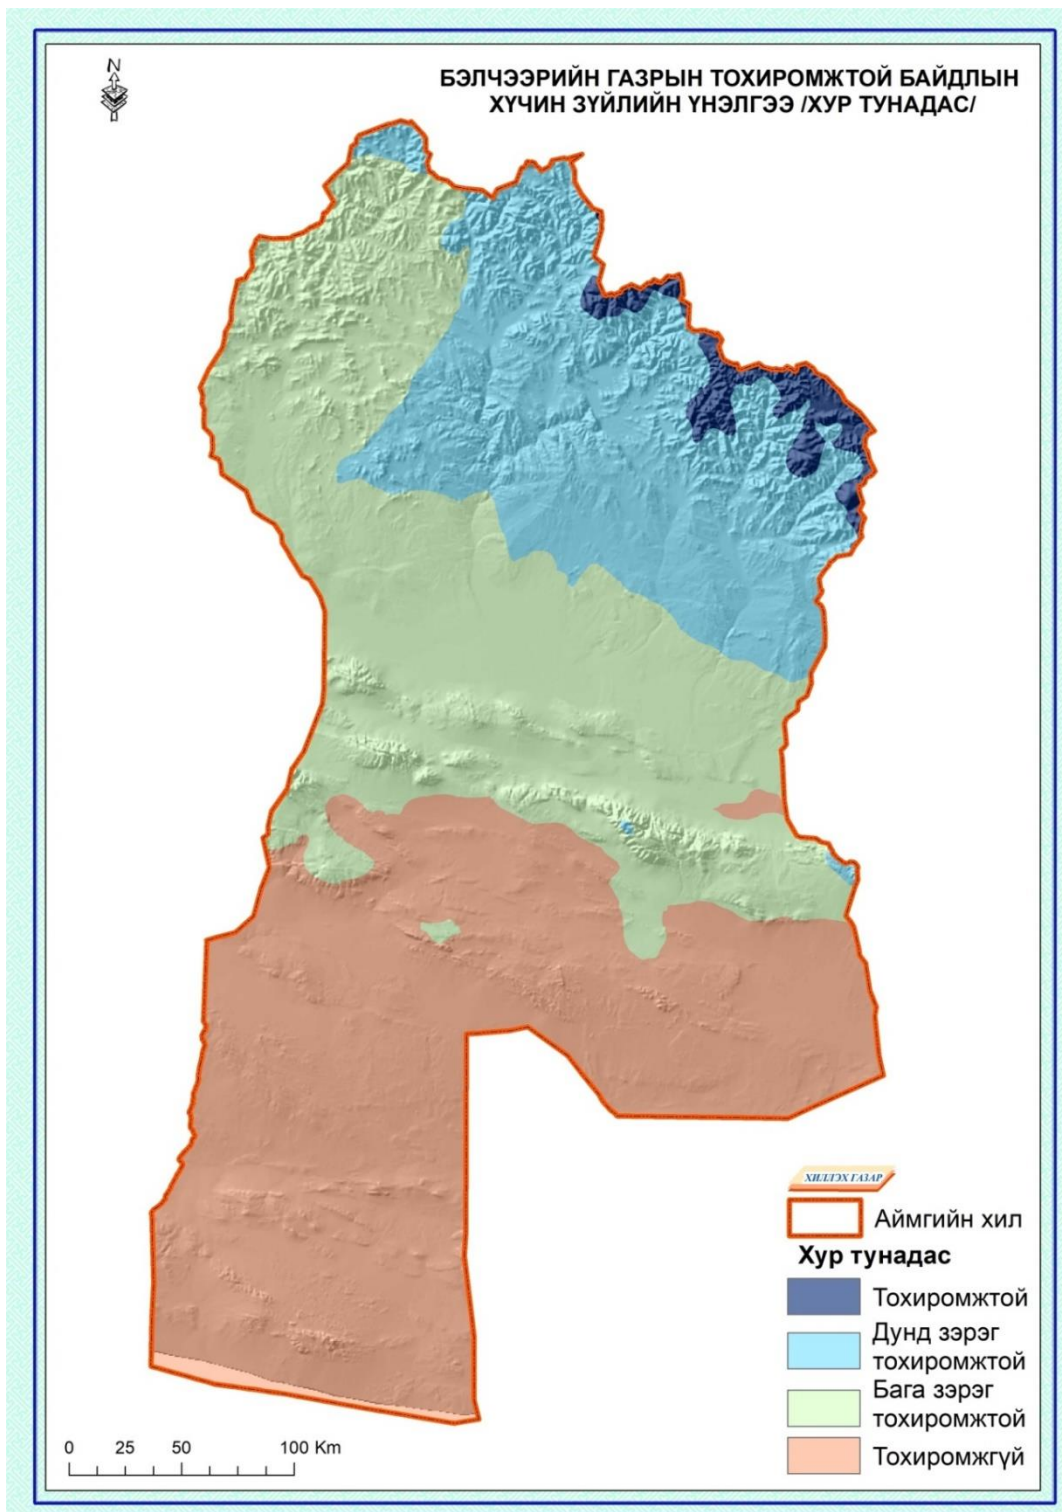 N
БЭЛЧЭЭРИЙН ГАЗРЫН ТОХИРОМЖТОЙ БАЙДЛЫН
ХҮЧИН ЗҮЙЛИЙН ҮНЭЛГЭЭ /ХУР ТУНАДАС/
ХИЛЛЭХ ГАЗАР
Аймгийн хил
Хур тунадас
Тохиромжтой
Дунд зэрэг
тохиромжтой
Бага зэрэг
тохиромжтой
Тохиромжгүй
0 25 50 100 Km